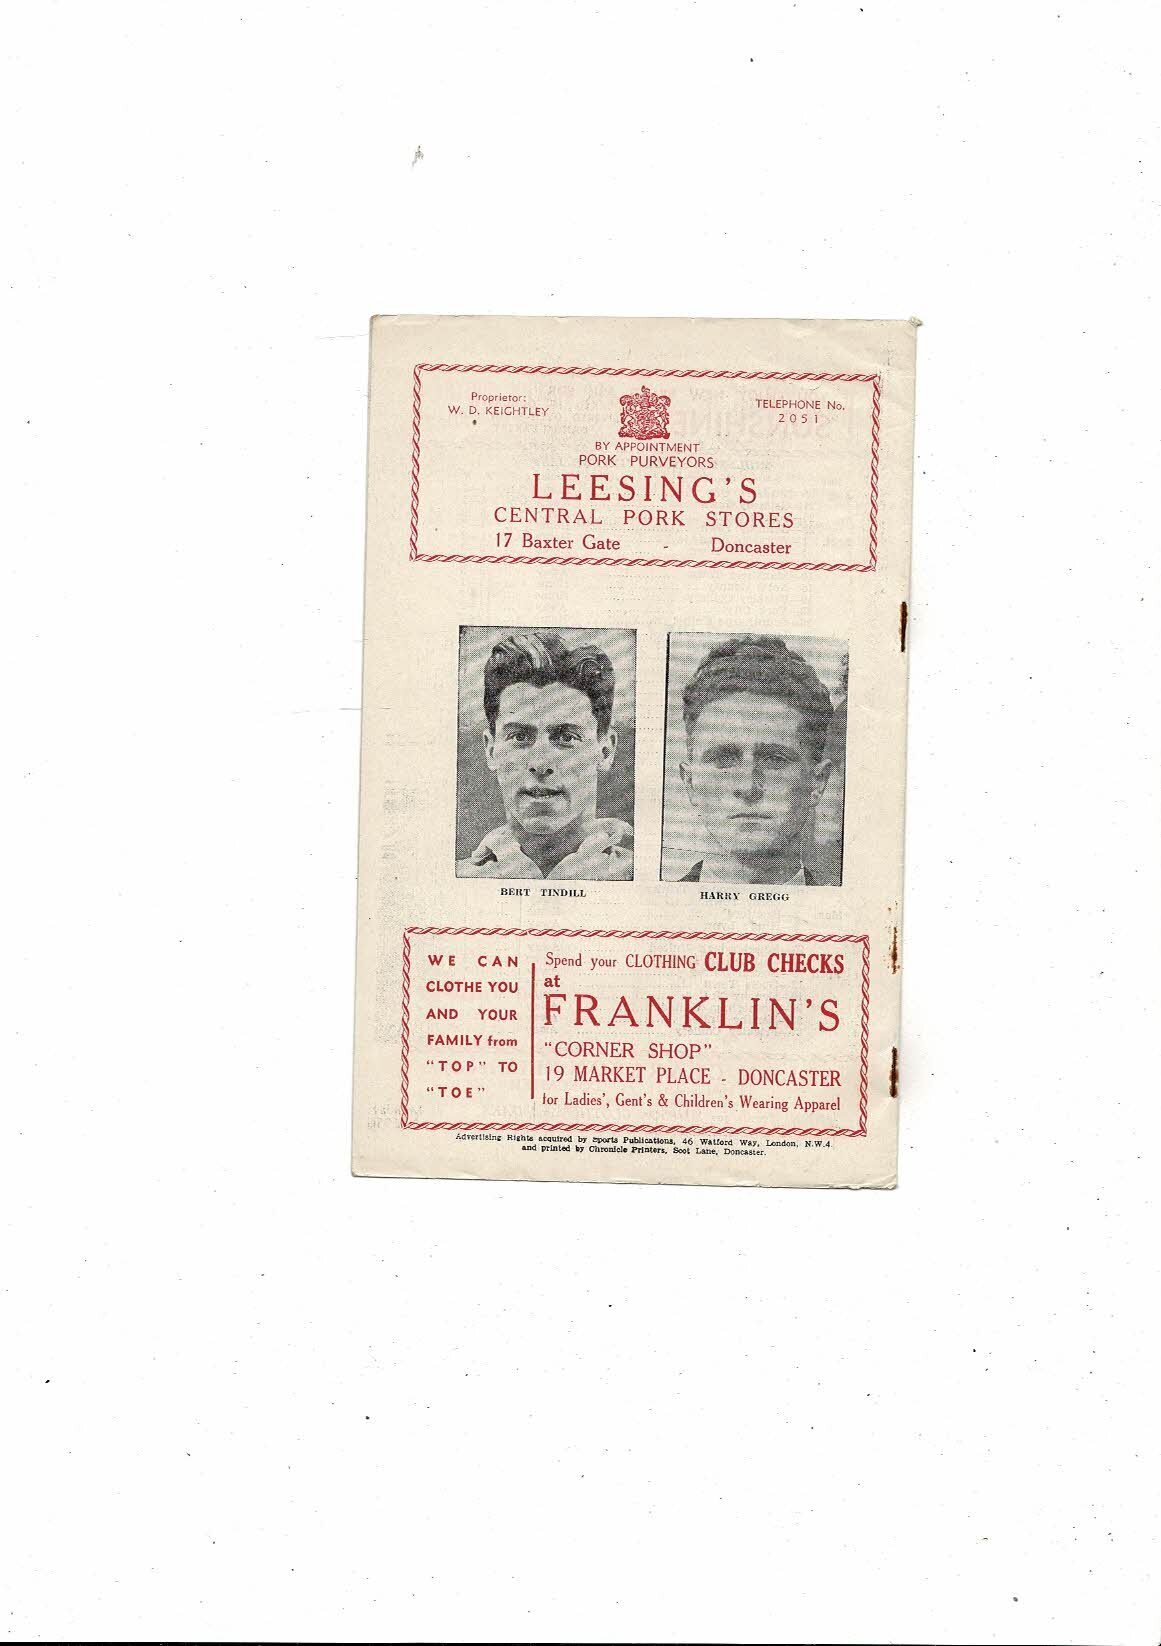 Proprietor:
W. D. KEIGHTLEY
TELEPHONE No.
2051
BY APPOINTMENT
PORK PURVEYORS
LEESING'S
CENTRAL PORK STORES
17 Baxter Gate - Doncaster
BERT TINDILL
HARRY GREGG
WE CAN
CLOTHE YOU
AND YOUR
FAMILY from
"TOP" TO
"TOE"
Spend your CLOTHING CLUB CHECKS
at
FRANKLIN'S
"CORNER SHOP"
19 MARKET PLACE - DONCASTER
for Ladies', Gent's & Children's Wearing Apparel
Advertising Rights acquired by Sports Publications, 46 Watford Way, London, N.W.4.
and printed by Chronicle Printers, Scot Lane, Doncaster.